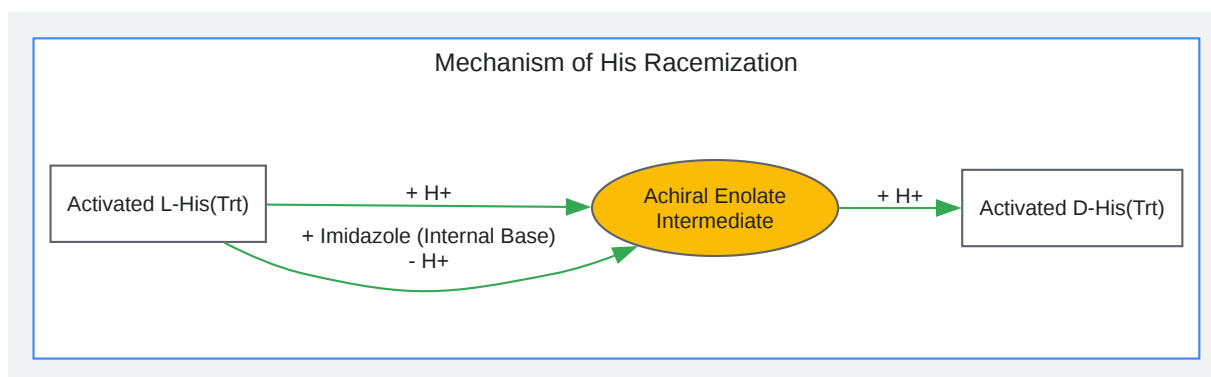 Mechanism of His Racemization
Activated L-His(Trt)
+ H+
+ Imidazole (Internal Base)
- H+
Achiral Enolate
Intermediate
+ H+
Activated D-His(Trt)